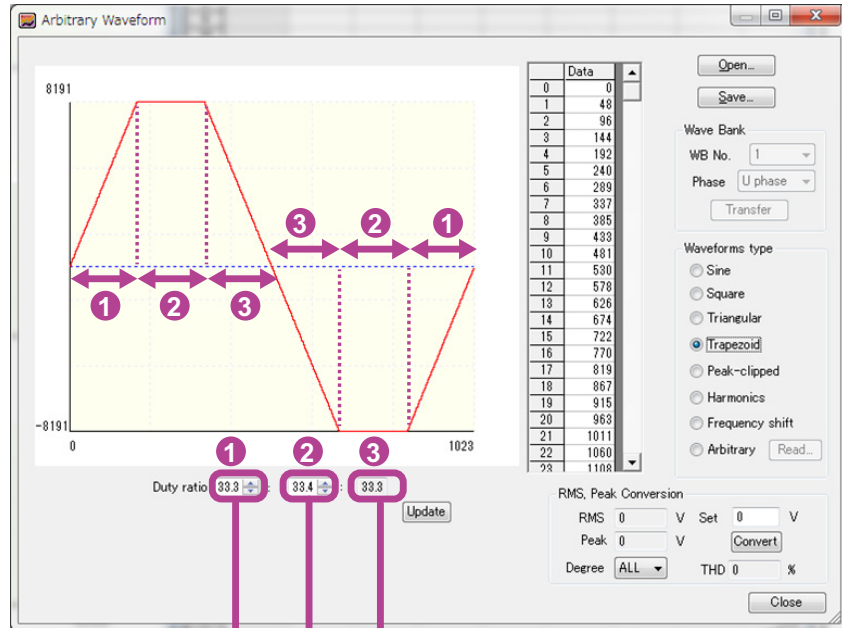 Arbitrary Waveform
8191
-8191
0
1023
3
2
1
1
2
3
1
2
3
Duty ratio 33.3 : 33.4 : 33.3
Update
Data
0 0
1 48
2 96
3 144
4 192
5 240
6 289
7 337
8 385
9 433
10 481
11 530
12 578
13 626
14 674
15 722
16 770
17 819
18 867
19 915
20 963
21 1011
22 1060
23 1108
Open...
Save...
Wave Bank
WB No. 1
Phase U phase
Transfer
Waveforms type
Sine
Square
Triangular
Trapezoid
Peak-clipped
Harmonics
Frequency shift
Arbitrary Read...
RMS, Peak Conversion
RMS 0 V Set 0 V
Peak 0 V Convert
Degree ALL THD 0 %
Close